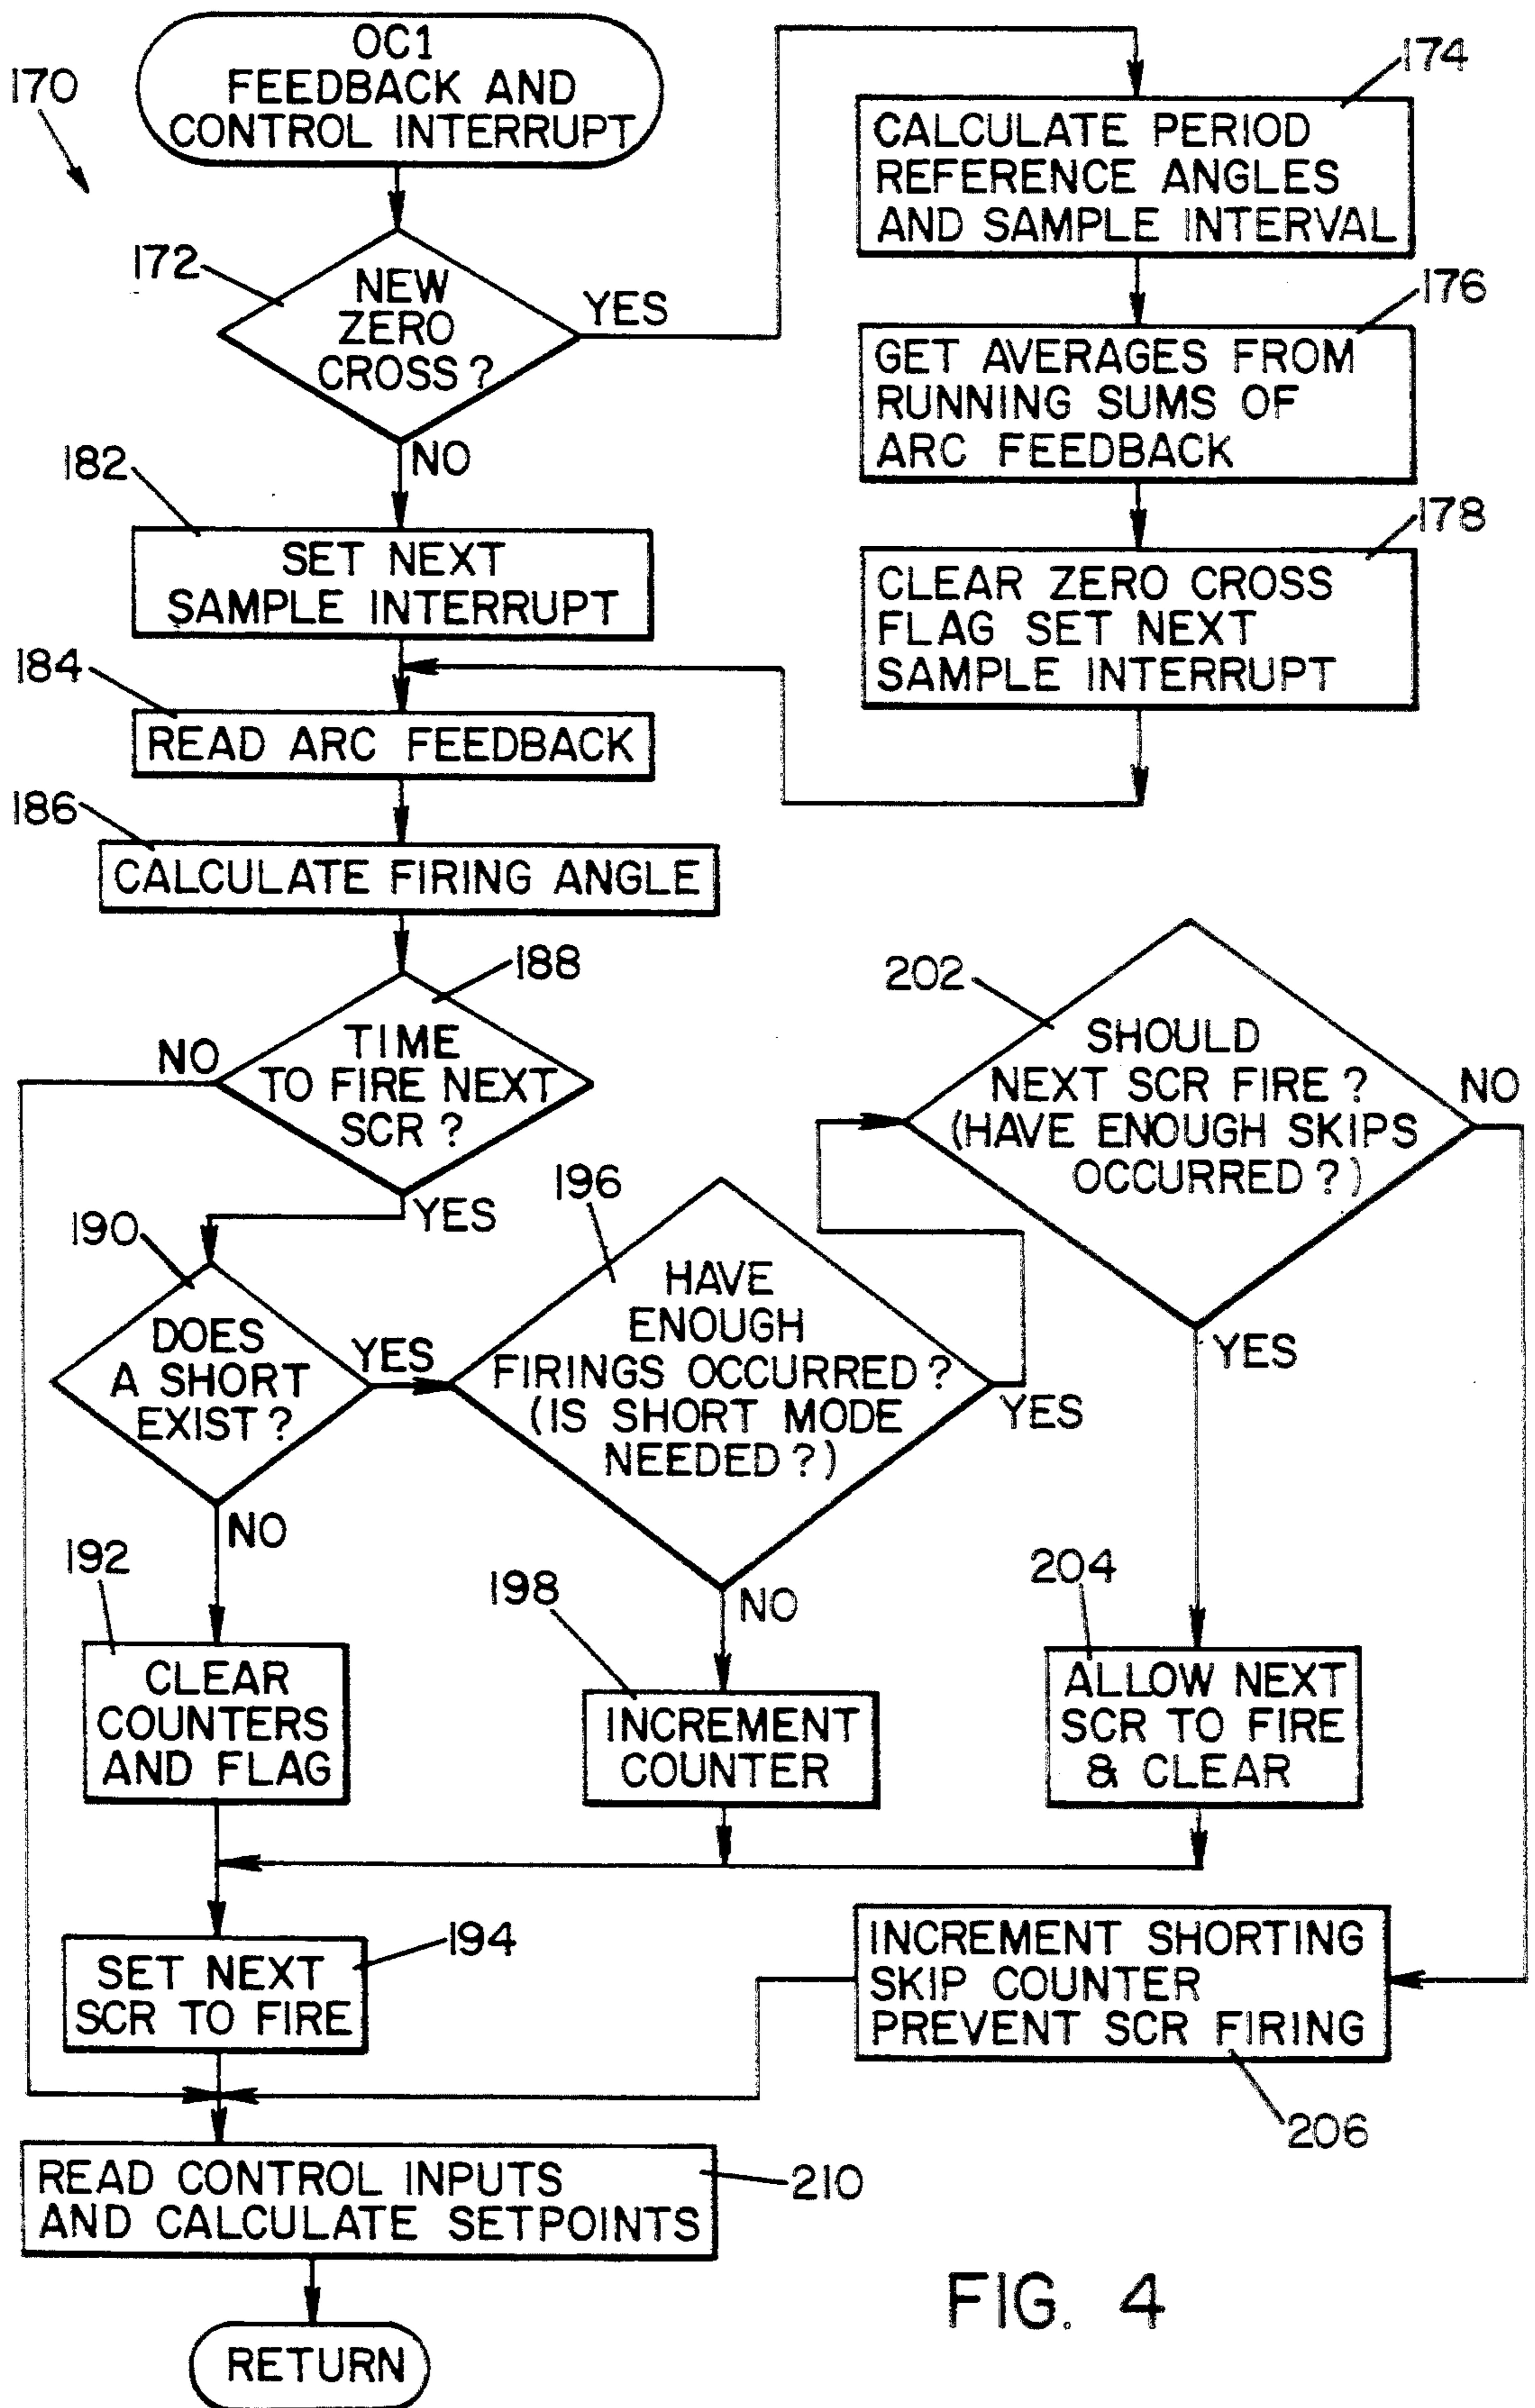 OC1
FEEDBACK AND
CONTROL INTERRUPT
170
172
NEW
ZERO
CROSS?
YES
NO
174
CALCULATE PERIOD
REFERENCE ANGLES
AND SAMPLE INTERVAL
176
GET AVERAGES FROM
RUNNING SUMS OF
ARC FEEDBACK
178
CLEAR ZERO CROSS
FLAG SET NEXT
SAMPLE INTERRUPT
182
SET NEXT
SAMPLE INTERRUPT
184
READ ARC FEEDBACK
186
CALCULATE FIRING ANGLE
188
TIME
TO FIRE NEXT
SCR?
NO
YES
190
DOES
A SHORT
EXIST?
YES
NO
196
HAVE
ENOUGH
FIRINGS OCCURRED?
(IS SHORT MODE
NEEDED?)
YES
NO
202
SHOULD
NEXT SCR FIRE?
(HAVE ENOUGH SKIPS
OCCURRED?)
NO
YES
192
CLEAR
COUNTERS
AND FLAG
198
INCREMENT
COUNTER
204
ALLOW NEXT
SCR TO FIRE
& CLEAR
194
SET NEXT
SCR TO FIRE
INCREMENT SHORTING
SKIP COUNTER
PREVENT SCR FIRING
206
READ CONTROL INPUTS
AND CALCULATE SETPOINTS
210
RETURN
FIG. 4